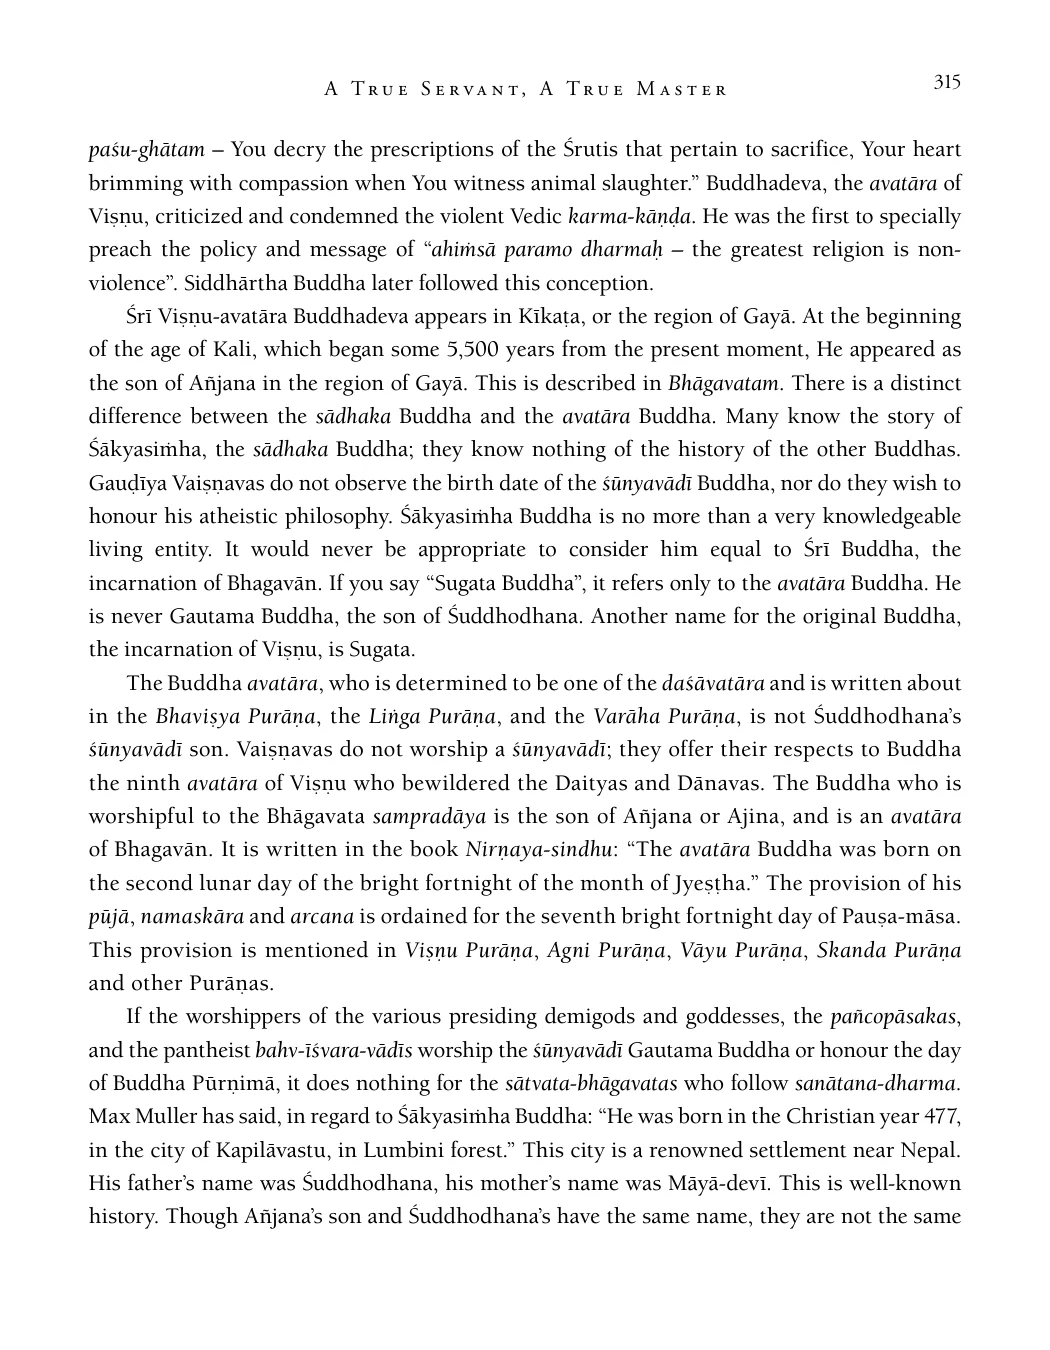 A True Servant, A True Master
315
paśu-ghātam – You decry the prescriptions of the Śrutis that pertain to sacrifice, Your heart
brimming with compassion when You witness animal slaughter.” Buddhadeva, the avatāra of
Viṣṇu, criticized and condemned the violent Vedic karma-kāṇḍa. He was the first to specially
preach the policy and message of “ahiṁsā paramo dharmaḥ – the greatest religion is non-
violence”. Siddhārtha Buddha later followed this conception.
Śrī Viṣṇu-avatāra Buddhadeva appears in Kīkaṭa, or the region of Gayā. At the beginning
of the age of Kali, which began some 5,500 years from the present moment, He appeared as
the son of Añjana in the region of Gayā. This is described in Bhāgavatam. There is a distinct
difference between the sādhaka Buddha and the avatāra Buddha. Many know the story of
Śākyasiṁha, the sādhaka Buddha; they know nothing of the history of the other Buddhas.
Gauḍīya Vaiṣṇavas do not observe the birth date of the śūnyavādī Buddha, nor do they wish to
honour his atheistic philosophy. Śākyasiṁha Buddha is no more than a very knowledgeable
living entity. It would never be appropriate to consider him equal to Śrī Buddha, the
incarnation of Bhagavān. If you say “Sugata Buddha”, it refers only to the avatāra Buddha. He
is never Gautama Buddha, the son of Śuddhodhana. Another name for the original Buddha,
the incarnation of Viṣṇu, is Sugata.
The Buddha avatāra, who is determined to be one of the daśāvatāra and is written about
in the Bhaviṣya Purāṇa, the Liṅga Purāṇa, and the Varāha Purāṇa, is not Śuddhodhana’s
śūnyavādī son. Vaiṣṇavas do not worship a śūnyavādī; they offer their respects to Buddha
the ninth avatāra of Viṣṇu who bewildered the Daityas and Dānavas. The Buddha who is
worshipful to the Bhāgavata sampradāya is the son of Añjana or Ajina, and is an avatāra
of Bhagavān. It is written in the book Nirṇaya-sindhu: “The avatāra Buddha was born on
the second lunar day of the bright fortnight of the month of Jyeṣṭha.” The provision of his
pūjā, namaskāra and arcana is ordained for the seventh bright fortnight day of Pauṣa-māsa.
This provision is mentioned in Viṣṇu Purāṇa, Agni Purāṇa, Vāyu Purāṇa, Skanda Purāṇa
and other Purāṇas.
If the worshippers of the various presiding demigods and goddesses, the pañcopāsakas,
and the pantheist bahv-īśvara-vādīs worship the śūnyavādī Gautama Buddha or honour the day
of Buddha Pūrṇimā, it does nothing for the sātvata-bhāgavatas who follow sanātana-dharma.
Max Muller has said, in regard to Śākyasiṁha Buddha: “He was born in the Christian year 477,
in the city of Kapilāvastu, in Lumbini forest.” This city is a renowned settlement near Nepal.
His father’s name was Śuddhodhana, his mother’s name was Māyā-devī. This is well-known
history. Though Añjana’s son and Śuddhodhana’s have the same name, they are not the same